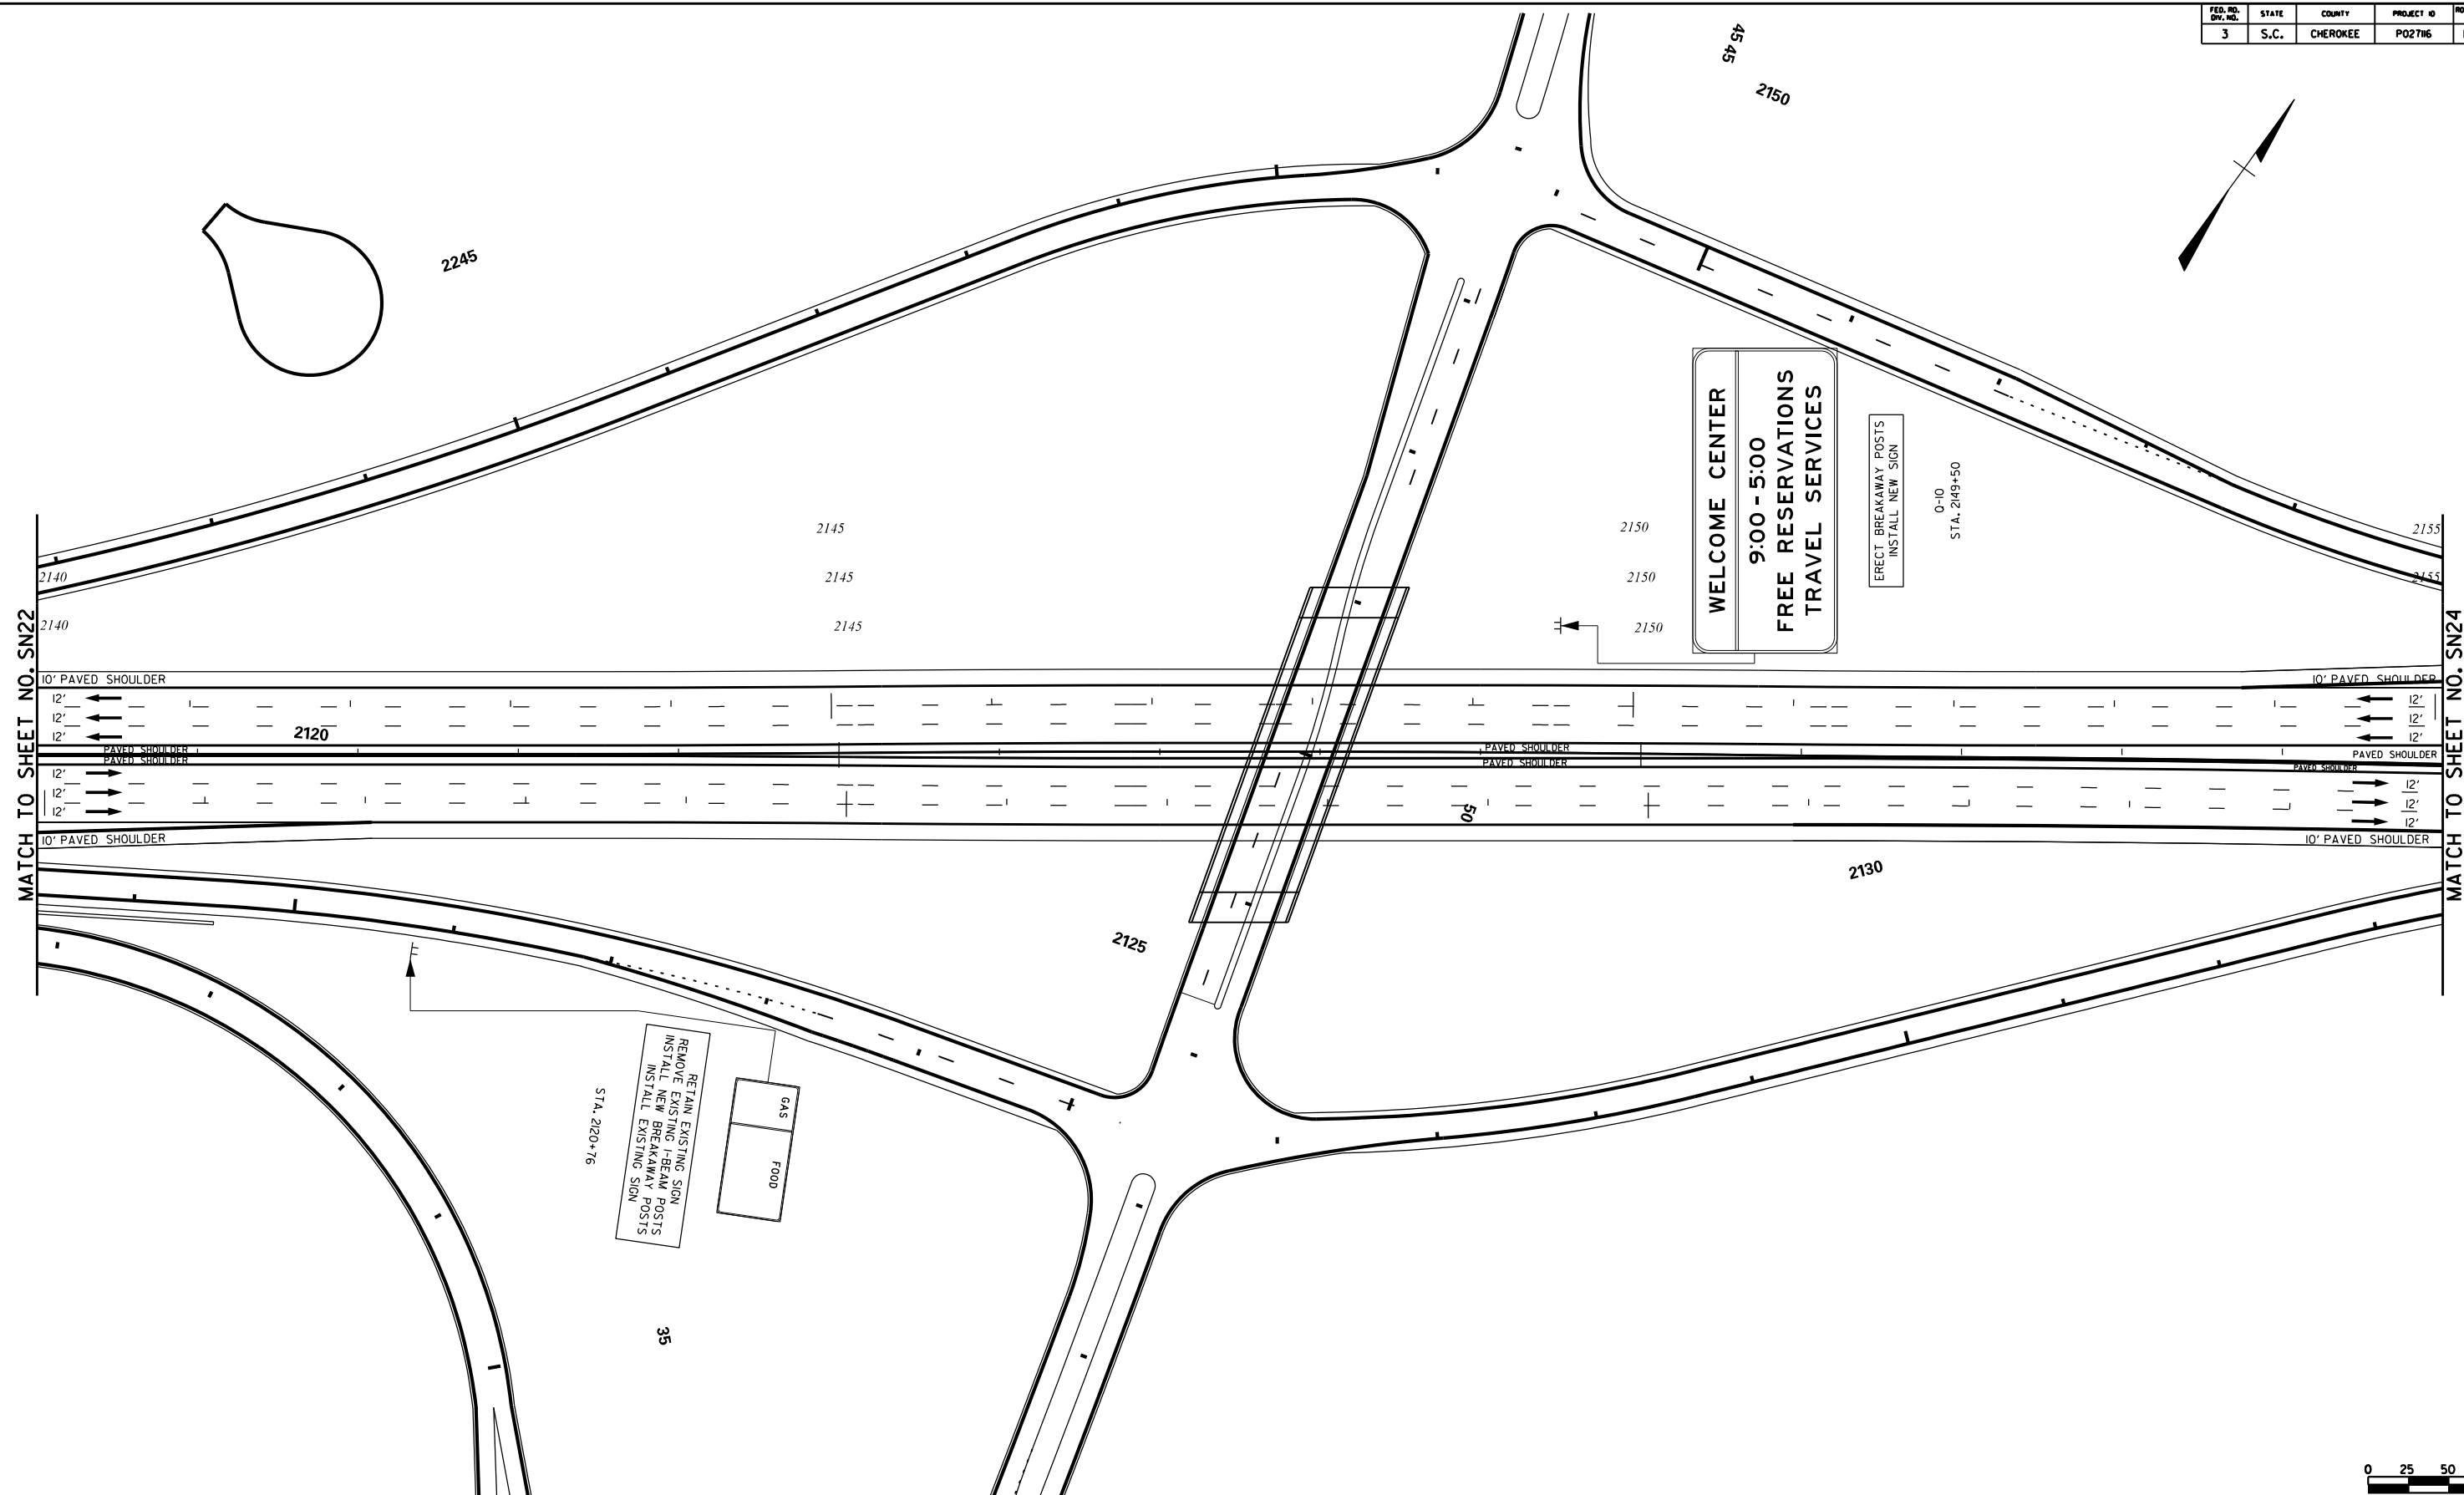 FED. RD. DIV. NO. STATE COUNTY PROJECT ID
3 S.C. CHEROKEE P027116
45 45
2150
2245
WELCOME CENTER
9:00 - 5:00
FREE RESERVATIONS
TRAVEL SERVICES
ERECT BREAKAWAY POSTS
INSTALL NEW SIGN
O-10
STA. 2149+50
2145
2150
2155
2140
2145
2150
2155
2140
2145
2150
MATCH TO SHEET NO. SN22
MATCH TO SHEET NO. SN24
10' PAVED SHOULDER
10' PAVED SHOULDER
12'
12'
12'
12'
12'
12'
2120
PAVED SHOULDER
PAVED SHOULDER
PAVED SHOULDER
PAVED SHOULDER
PAVED SHOULDER
PAVED SHOULDER
12'
12'
12'
12'
12'
12'
50
10' PAVED SHOULDER
10' PAVED SHOULDER
2130
2125
GAS
FOOD
RETAIN EXISTING SIGN
REMOVE EXISTING I-BEAM POSTS
INSTALL NEW BREAKAWAY POSTS
INSTALL EXISTING SIGN
STA. 2120+76
35
0 25 50